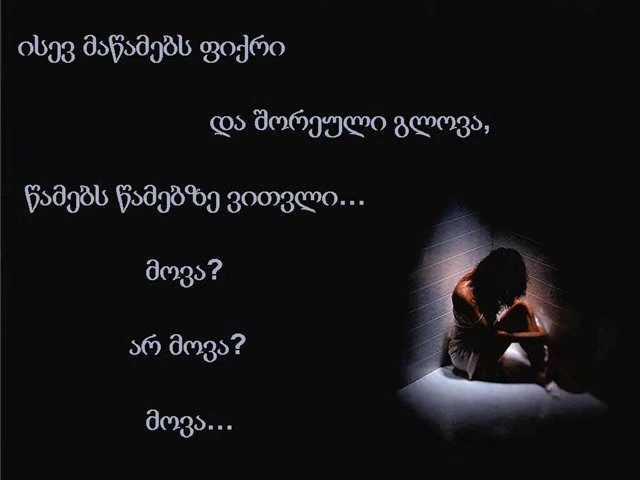 ისევ მაწამებს ფიქრი
და შორეული გლოვა,
წამებს წამებზე ვითვლი...
მოვა?
არ მოვა?
მოვა...